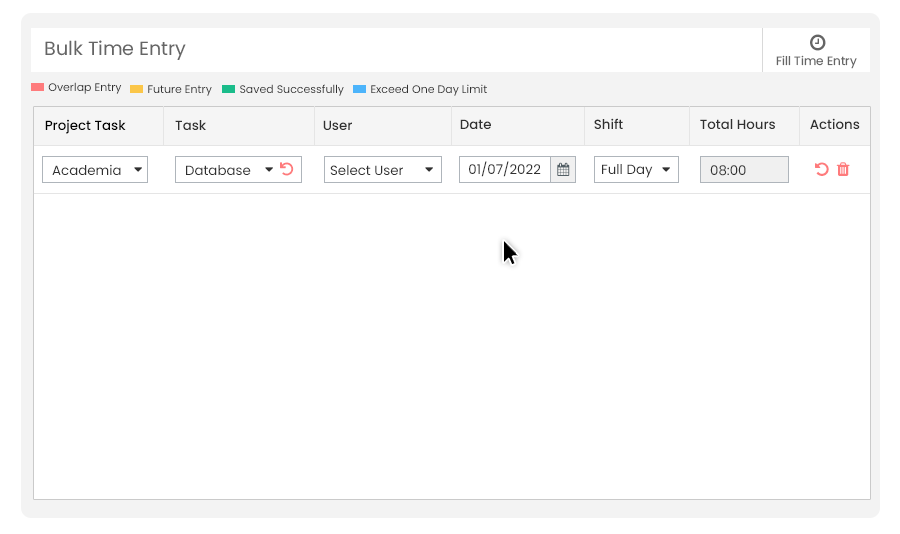 Bulk Time Entry
Fill Time Entry
Overlap Entry Future Entry Saved Successfully Exceed One Day Limit
Project Task Task User Date Shift Total Hours Actions
Academia Database Select User 01/07/2022 Full Day 08:00